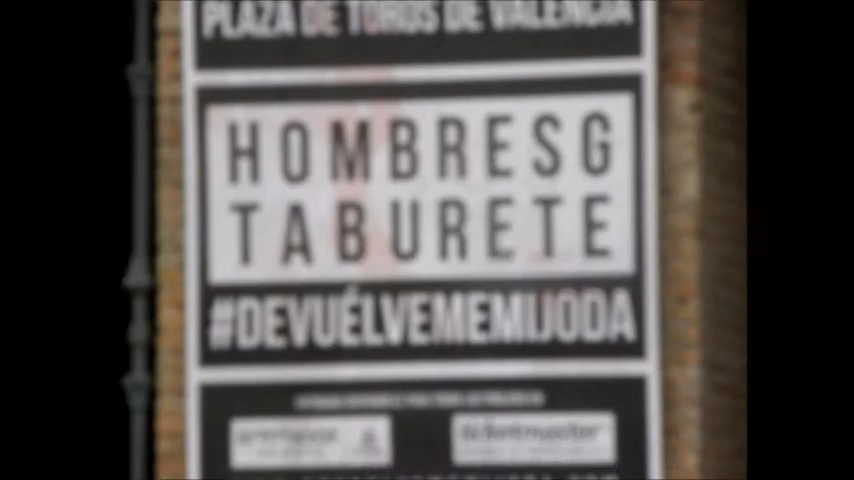 PLAZA DE TOROS DE VALENCIA
HOMBRESG
TABURETE
#DEVUÉLVEMEMIJODA
ticketmaster